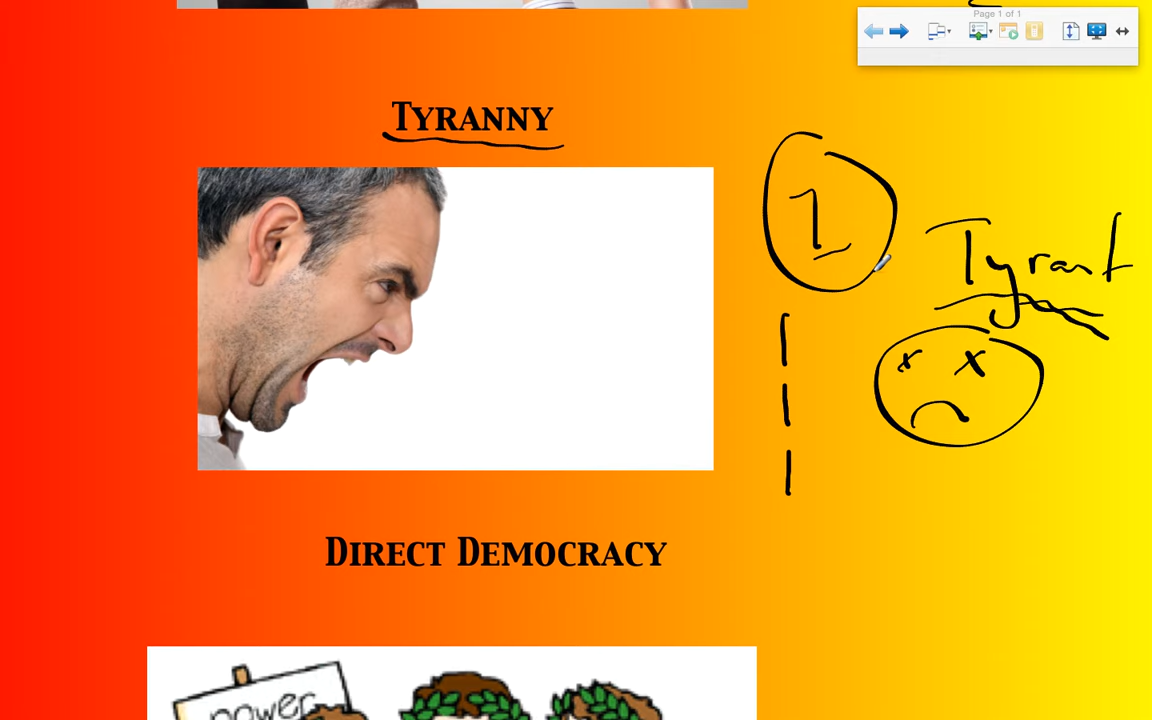 Page 1 of 1
TYRANNY
1
Tyrant
DIRECT DEMOCRACY
power